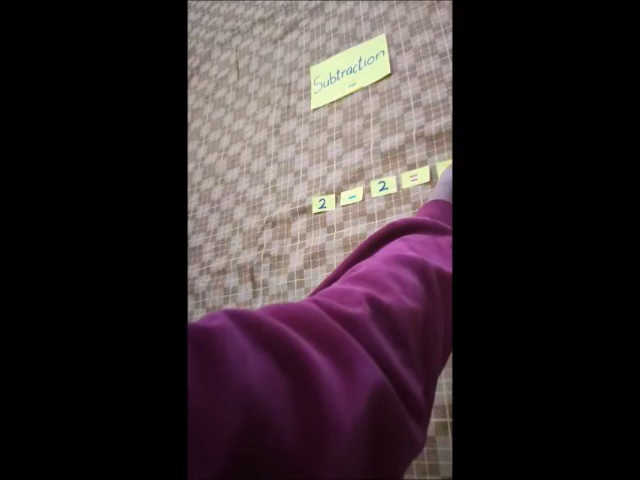 Subtraction
-
2 - 2 =